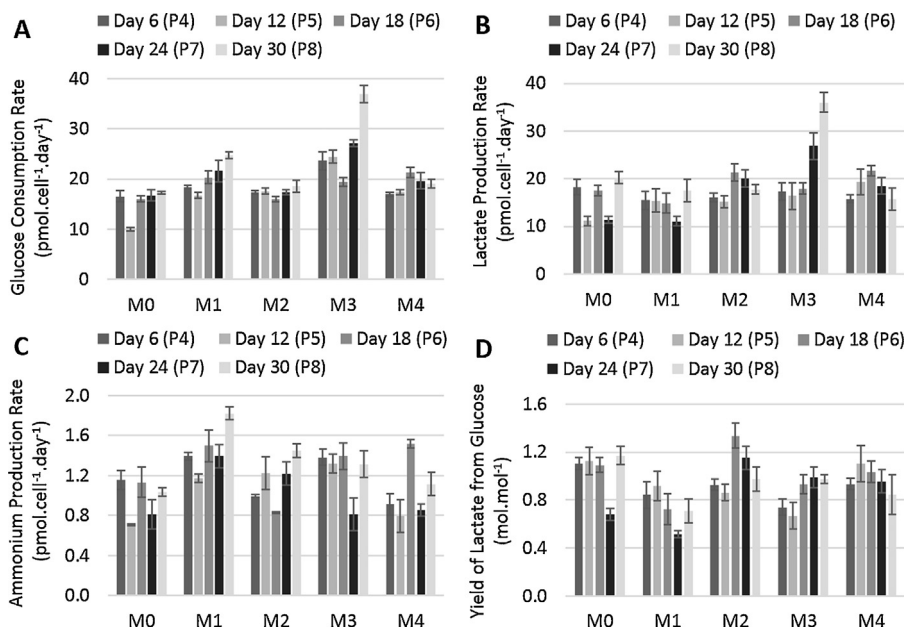 A
Day 6 (P4) Day 12 (P5) Day 18 (P6)
Day 24 (P7) Day 30 (P8)
Glucose Consumption Rate
(pmol.cell⁻¹.day⁻¹)
40
30
20
10
0
M0 M1 M2 M3 M4
B
Day 6 (P4) Day 12 (P5) Day 18 (P6)
Day 24 (P7) Day 30 (P8)
Lactate Production Rate
(pmol.cell⁻¹.day⁻¹)
40
30
20
10
0
M0 M1 M2 M3 M4
C
Day 6 (P4) Day 12 (P5) Day 18 (P6)
Day 24 (P7) Day 30 (P8)
Ammonium Production Rate
(pmol.cell⁻¹.day⁻¹)
2.0
1.6
1.2
0.8
0.4
0.0
M0 M1 M2 M3 M4
D
Day 6 (P4) Day 12 (P5) Day 18 (P6)
Day 24 (P7) Day 30 (P8)
Yield of Lactate from Glucose
(mol.mol⁻¹)
1.6
1.2
0.8
0.4
0.0
M0 M1 M2 M3 M4